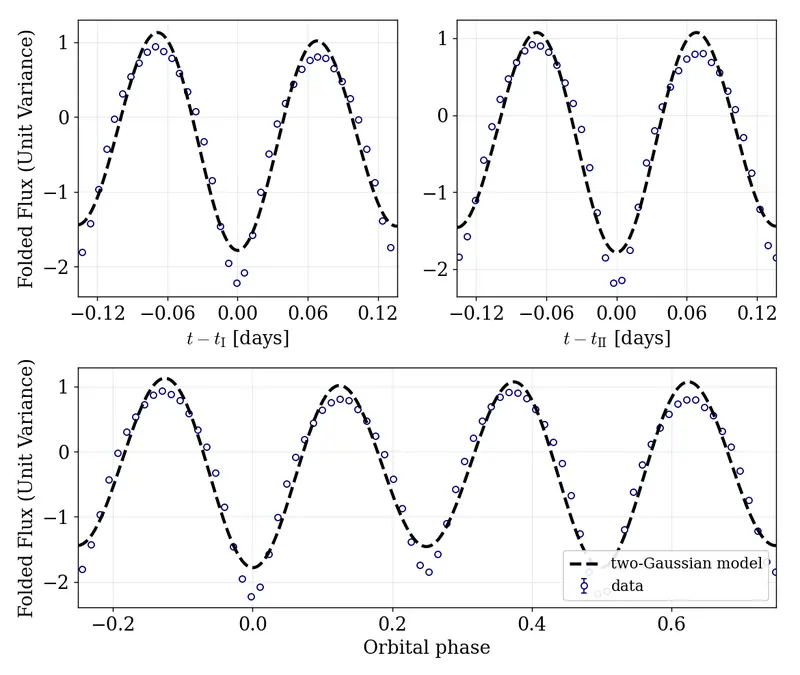 Folded Flux (Unit Variance)
1
0
−1
−2
−0.12 −0.06 0.00 0.06 0.12
t − t_I [days]
1
0
−1
−2
−0.12 −0.06 0.00 0.06 0.12
t − t_II [days]
Folded Flux (Unit Variance)
1
0
−1
−2
two-Gaussian model
data
−0.2 0.0 0.2 0.4 0.6
Orbital phase